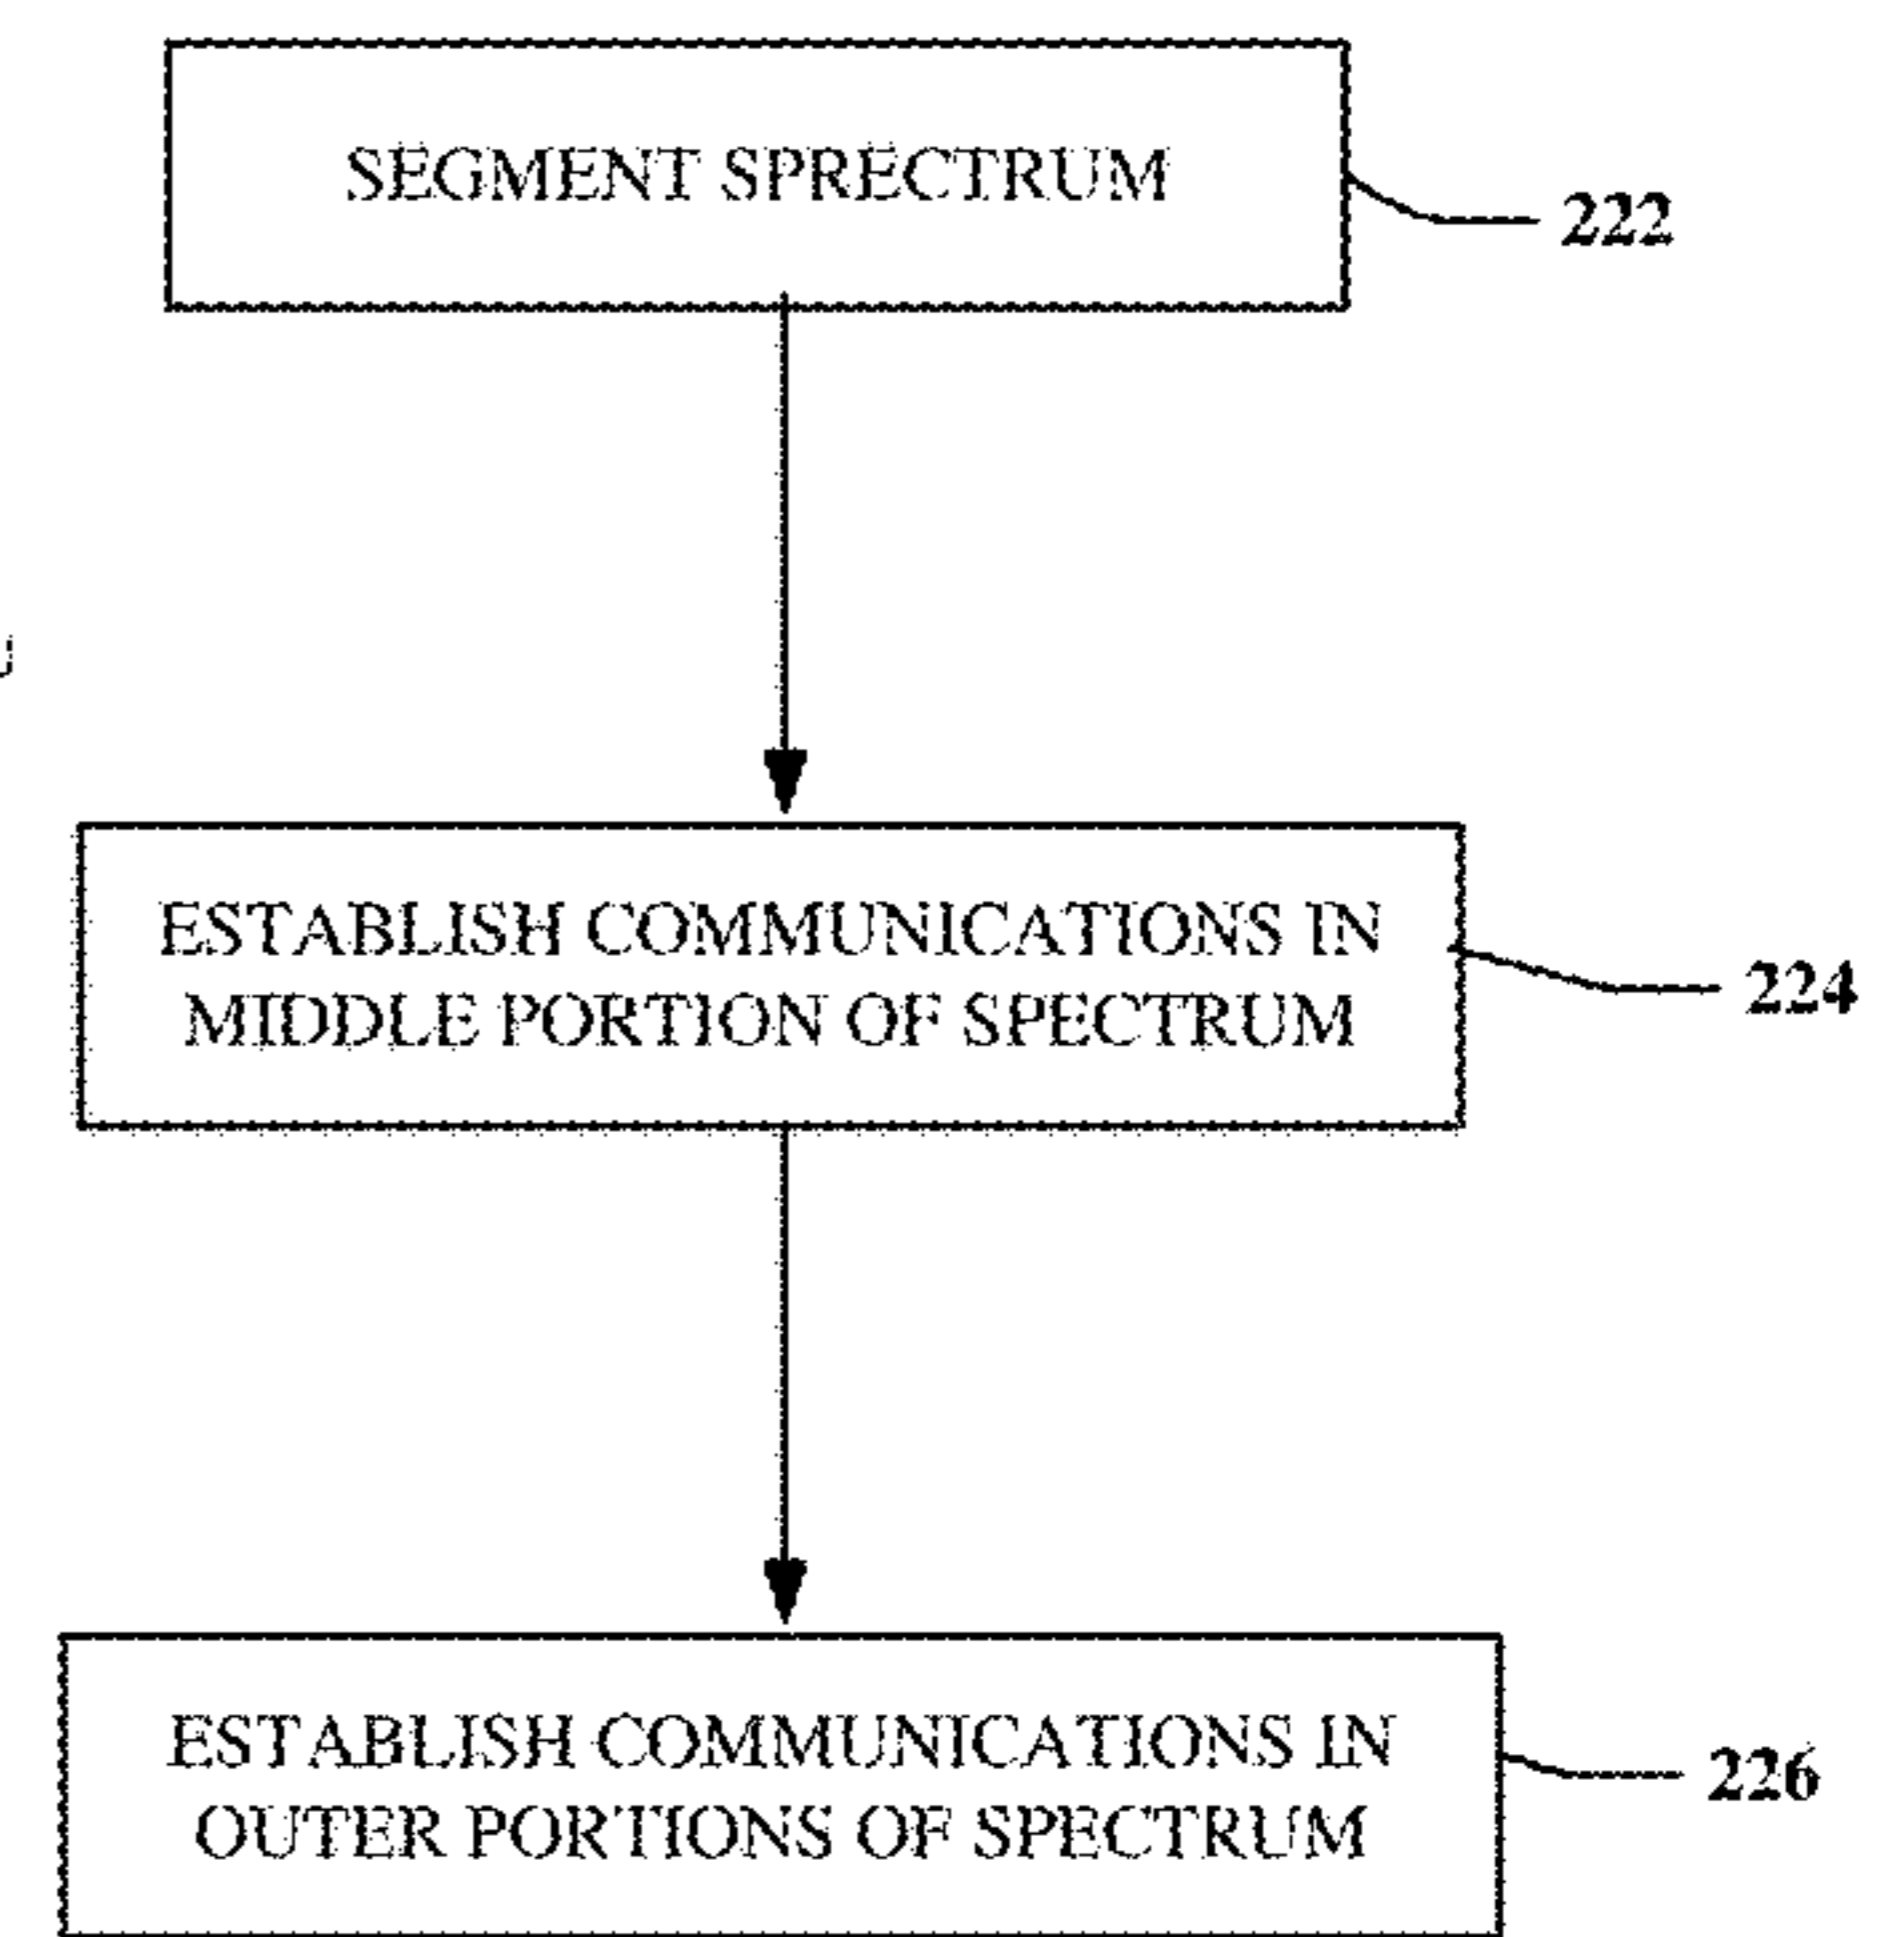 SEGMENT SPRECTRUM
222
ESTABLISH COMMUNICATIONS IN
MIDDLE PORTION OF SPECTRUM
224
ESTABLISH COMMUNICATIONS IN
OUTER PORTIONS OF SPECTRUM
226